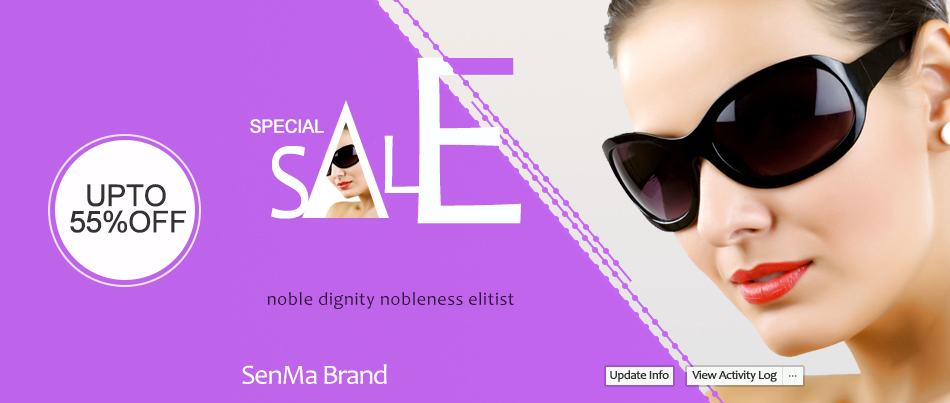 UPTO
55%OFF
SPECIAL
SALE
noble dignity nobleness elitist
SenMa Brand
Update Info
View Activity Log ...